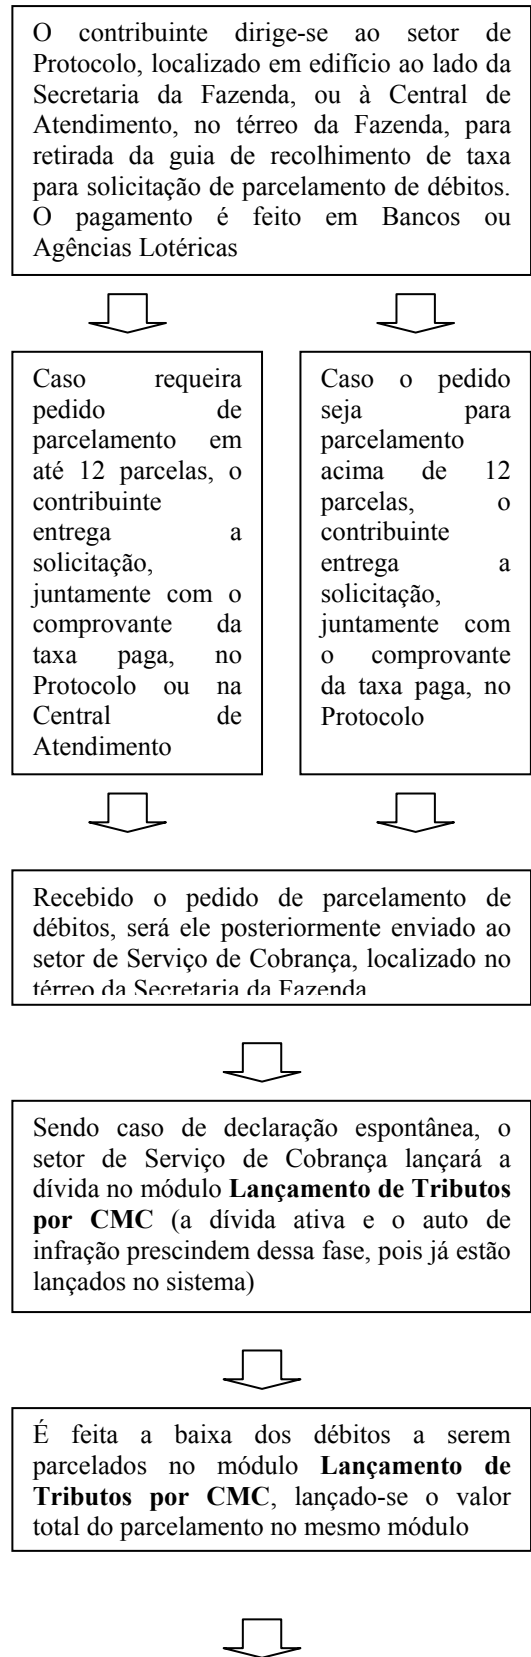 O contribuinte dirige-se ao setor de
Protocolo, localizado em edifício ao lado da
Secretaria da Fazenda, ou à Central de
Atendimento, no térreo da Fazenda, para
retirada da guia de recolhimento de taxa
para solicitação de parcelamento de débitos.
O pagamento é feito em Bancos ou
Agências Lotéricas
Caso requeira
pedido de
parcelamento em
até 12 parcelas, o
contribuinte
entrega a
solicitação,
juntamente com o
comprovante da
taxa paga, no
Protocolo ou na
Central de
Atendimento
Caso o pedido
seja para
parcelamento
acima de 12
parcelas, o
contribuinte
entrega a
solicitação,
juntamente com
o comprovante
da taxa paga, no
Protocolo
Recebido o pedido de parcelamento de
débitos, será ele posteriormente enviado ao
setor de Serviço de Cobrança, localizado no
térreo da Secretaria da Fazenda
Sendo caso de declaração espontânea, o
setor de Serviço de Cobrança lançará a
dívida no módulo Lançamento de Tributos
por CMC (a dívida ativa e o auto de
infração prescindem dessa fase, pois já estão
lançados no sistema)
É feita a baixa dos débitos a serem
parcelados no módulo Lançamento de
Tributos por CMC, lançado-se o valor
total do parcelamento no mesmo módulo